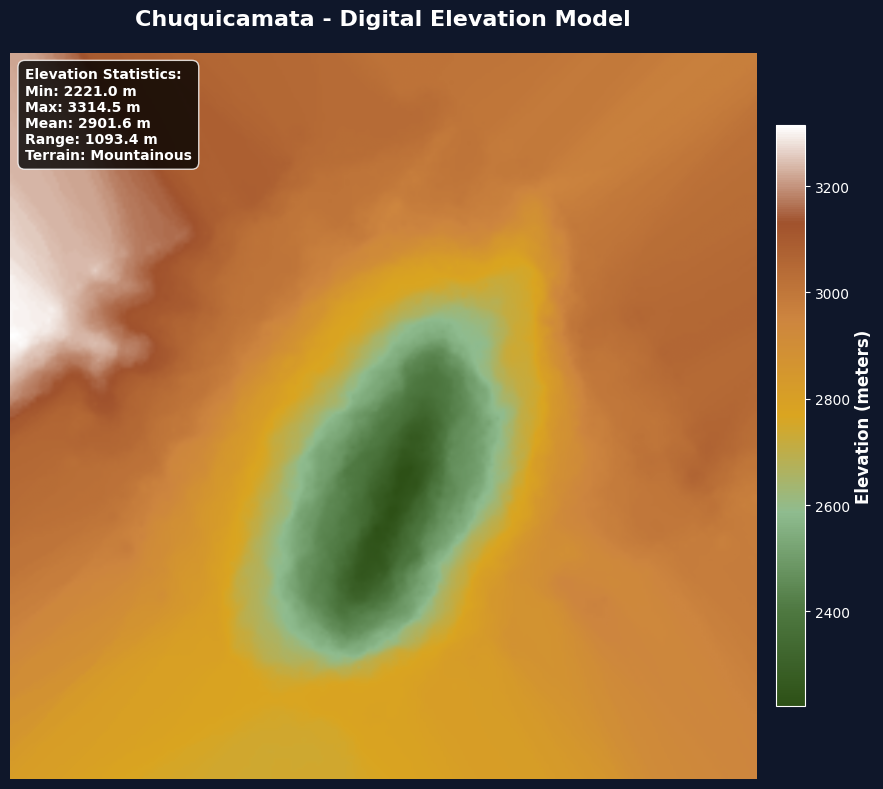 Chuquicamata - Digital Elevation Model
Elevation Statistics:
Min: 2221.0 m
Max: 3314.5 m
Mean: 2901.6 m
Range: 1093.4 m
Terrain: Mountainous
3200
3000
2800
2600
2400
Elevation (meters)